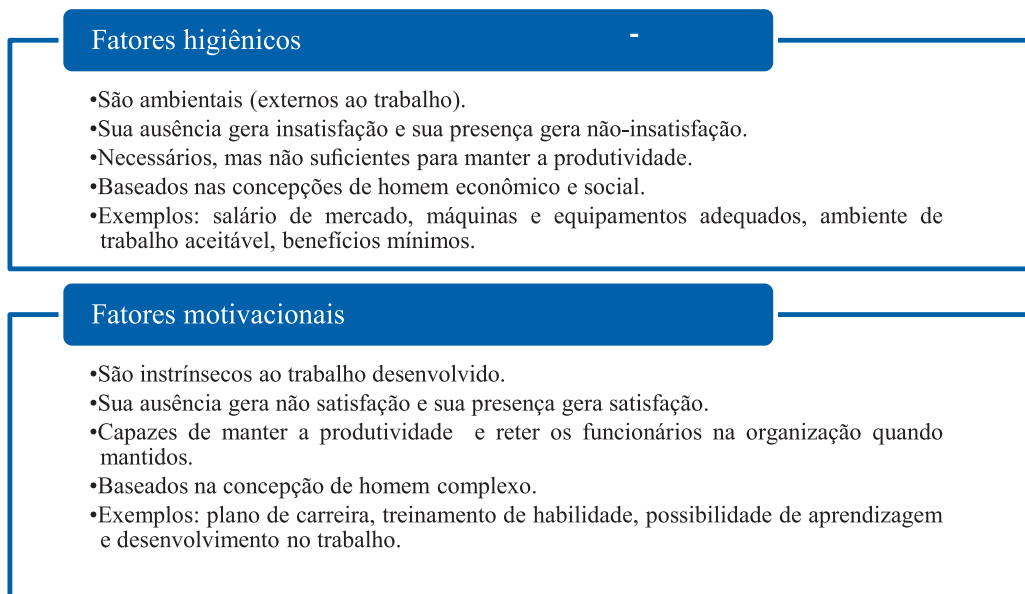 Fatores higiênicos -
•São ambientais (externos ao trabalho).
•Sua ausência gera insatisfação e sua presença gera não-insatisfação.
•Necessários, mas não suficientes para manter a produtividade.
•Baseados nas concepções de homem econômico e social.
•Exemplos: salário de mercado, máquinas e equipamentos adequados, ambiente de
trabalho aceitável, benefícios mínimos.
Fatores motivacionais
•São instrínsecos ao trabalho desenvolvido.
•Sua ausência gera não satisfação e sua presença gera satisfação.
•Capazes de manter a produtividade e reter os funcionários na organização quando
mantidos.
•Baseados na concepção de homem complexo.
•Exemplos: plano de carreira, treinamento de habilidade, possibilidade de aprendizagem
e desenvolvimento no trabalho.